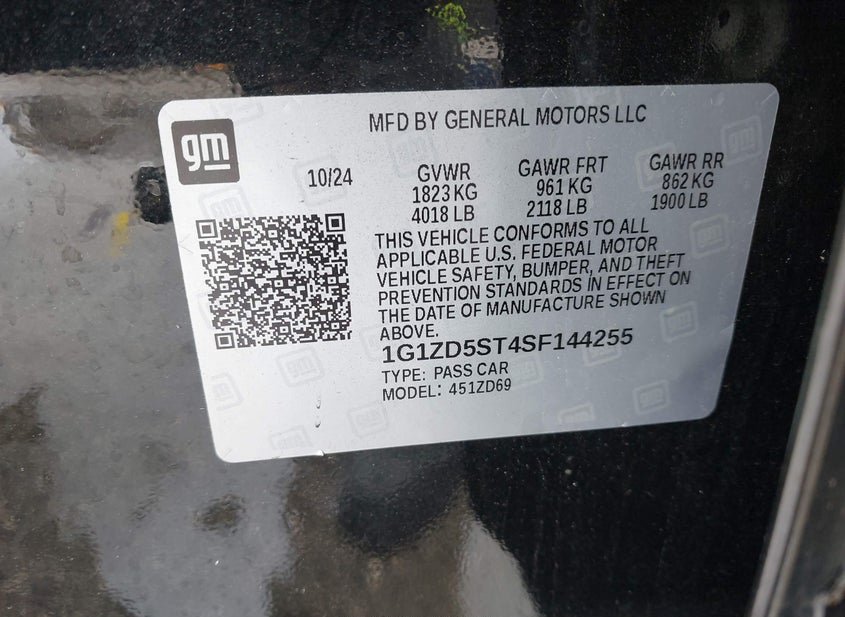 gm
MFD BY GENERAL MOTORS LLC
10/24
GVWR
1823 KG
4018 LB
GAWR FRT
961 KG
2118 LB
GAWR RR
862 KG
1900 LB
THIS VEHICLE CONFORMS TO ALL
APPLICABLE U.S. FEDERAL MOTOR
VEHICLE SAFETY, BUMPER, AND THEFT
PREVENTION STANDARDS IN EFFECT ON
THE DATE OF MANUFACTURE SHOWN
ABOVE.
1G1ZD5ST4SF144255
TYPE: PASS CAR
MODEL: 451ZD69